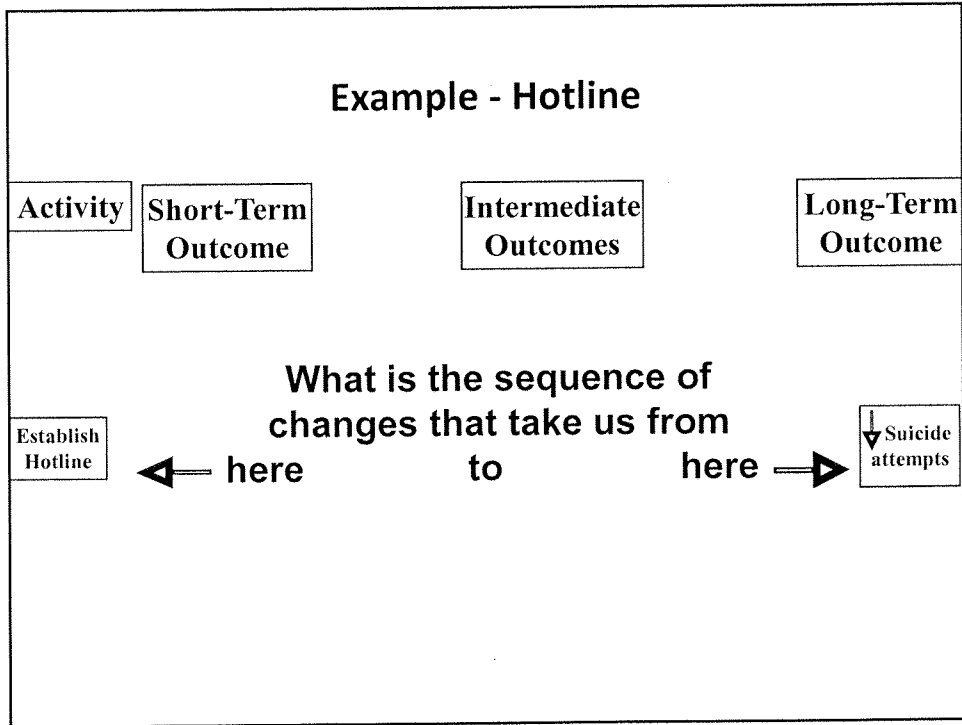 Example - Hotline
Activity
Short-Term
Outcome
Intermediate
Outcomes
Long-Term
Outcome
What is the sequence of
changes that take us from
here to here
Establish
Hotline
Suicide
attempts